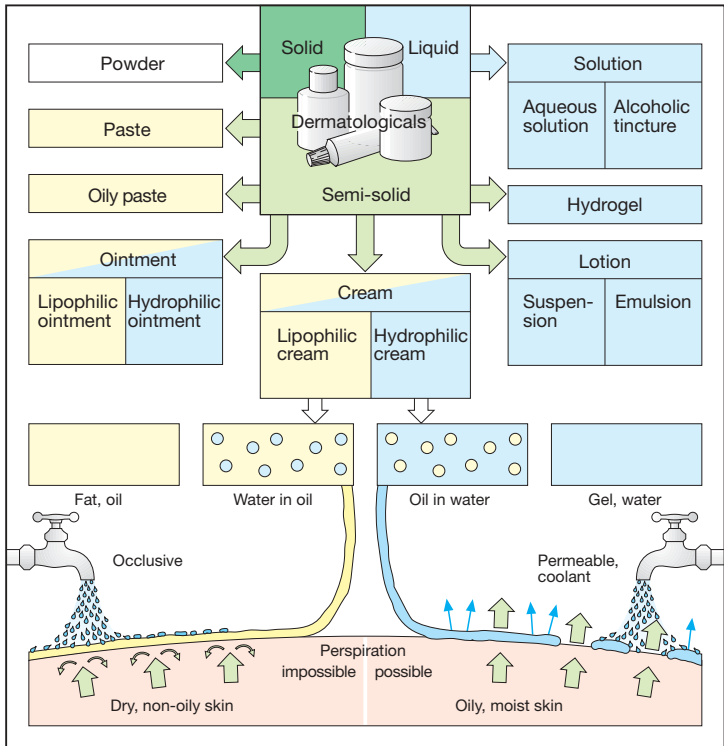 Solid
Liquid
Dermatologicals
Semi-solid
Powder
Paste
Oily paste
Ointment
Lipophilic
ointment
Hydrophilic
ointment
Cream
Lipophilic
cream
Hydrophilic
cream
Solution
Aqueous
solution
Alcoholic
tincture
Hydrogel
Lotion
Suspen-
sion
Emulsion
Fat, oil
Water in oil
Oil in water
Gel, water
Occlusive
Permeable,
coolant
Perspiration
impossible
possible
Dry, non-oily skin
Oily, moist skin